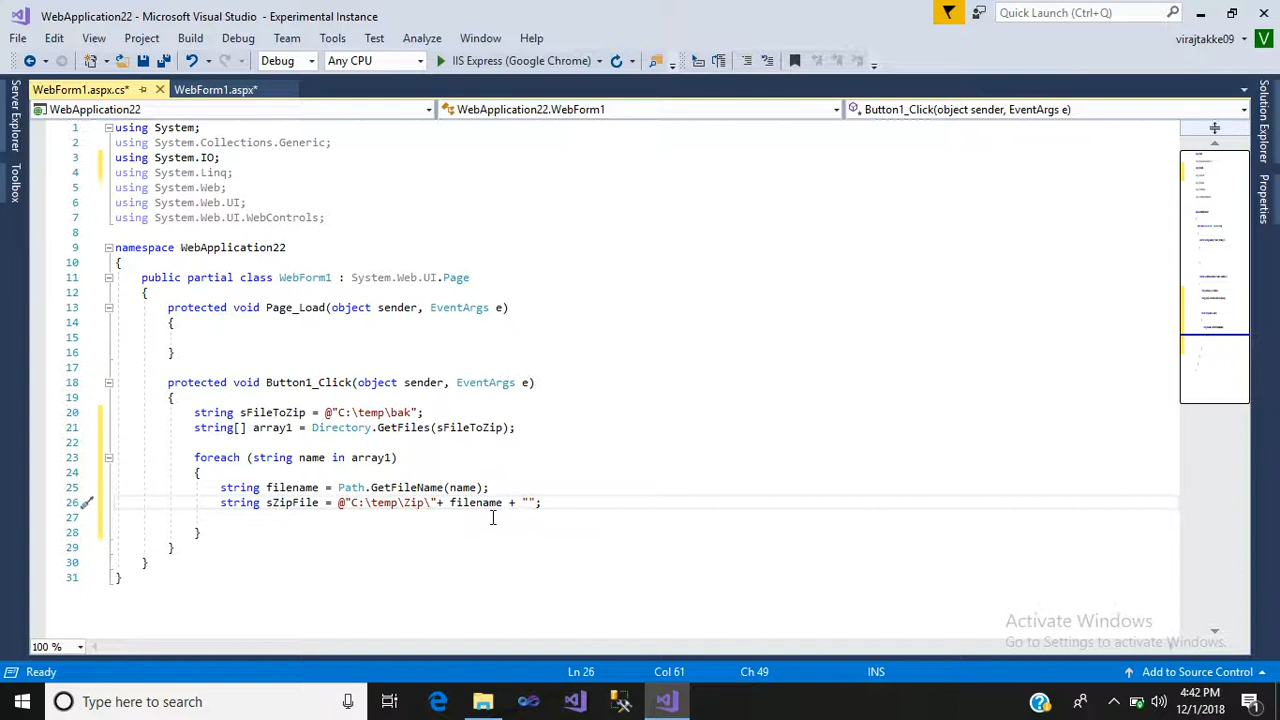 WebApplication22 - Microsoft Visual Studio - Experimental Instance
Quick Launch (Ctrl+Q)
File Edit View Project Build Debug Team Tools Test Analyze Window Help
virajtakke09 V
Debug Any CPU IIS Express (Google Chrome)
WebForm1.aspx.cs* WebForm1.aspx*
WebApplication22 WebApplication22.WebForm1 Button1_Click(object sender, EventArgs e)
Server Explorer
Toolbox
Solution Explorer
Properties
1 using System;
2 using System.Collections.Generic;
3 using System.IO;
4 using System.Linq;
5 using System.Web;
6 using System.Web.UI;
7 using System.Web.UI.WebControls;
8
9 namespace WebApplication22
10 {
11 public partial class WebForm1 : System.Web.UI.Page
12 {
13 protected void Page_Load(object sender, EventArgs e)
14 {
15
16 }
17
18 protected void Button1_Click(object sender, EventArgs e)
19 {
20 string sFileToZip = @"C:\temp\bak";
21 string[] array1 = Directory.GetFiles(sFileToZip);
22
23 foreach (string name in array1)
24 {
25 string filename = Path.GetFileName(name);
26 string sZipFile = @"C:\temp\Zip\"+ filename + "";
27
28 }
29 }
30 }
31 }
Activate Windows
Go to Settings to activate Windows.
100 %
Ready Ln 26 Col 61 Ch 49 INS Add to Source Control
Type here to search
4:42 PM
12/1/2018